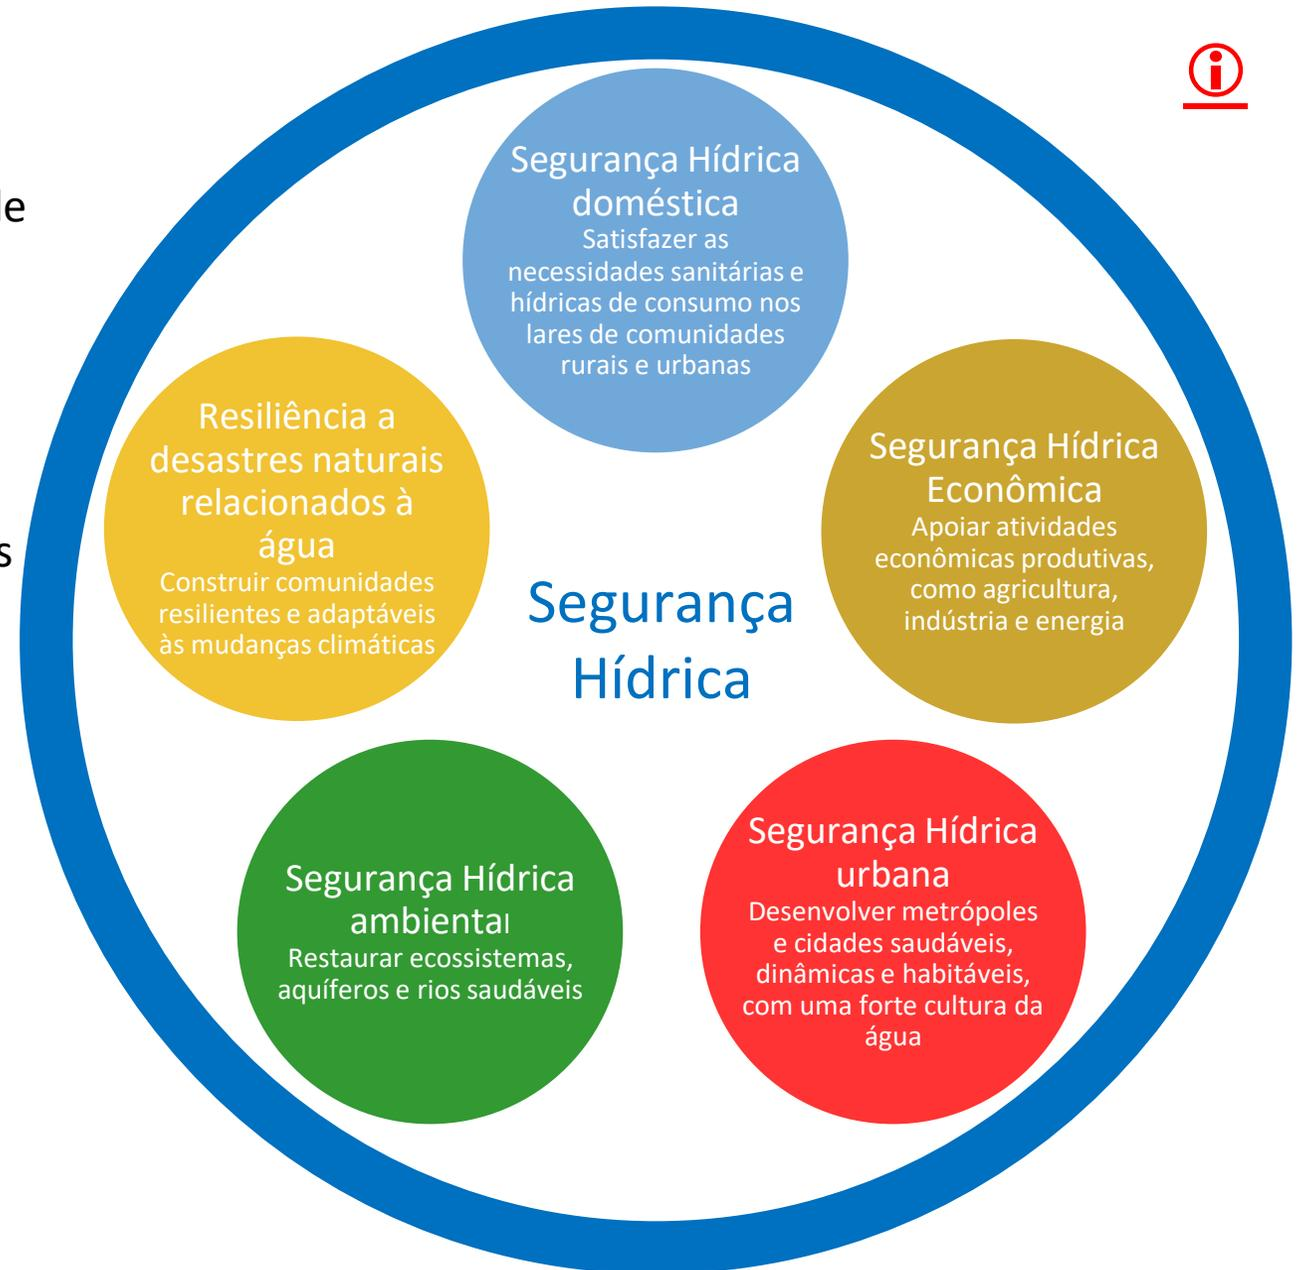 Segurança Hídrica
doméstica
Satisfazer as
necessidades sanitárias e
hídricas de consumo nos
lares de comunidades
rurais e urbanas
Segurança Hídrica
Econômica
Apoiar atividades
econômicas produtivas,
como agricultura,
indústria e energia
Segurança Hídrica
urbana
Desenvolver metrópoles
e cidades saudáveis,
dinâmicas e habitáveis,
com uma forte cultura da
água
Segurança Hídrica
ambiental
Restaurar ecossistemas,
aquíferos e rios saudáveis
Resiliência a
desastres naturais
relacionados à
água
Construir comunidades
resilientes e adaptáveis
às mudanças climáticas
Segurança
Hídrica